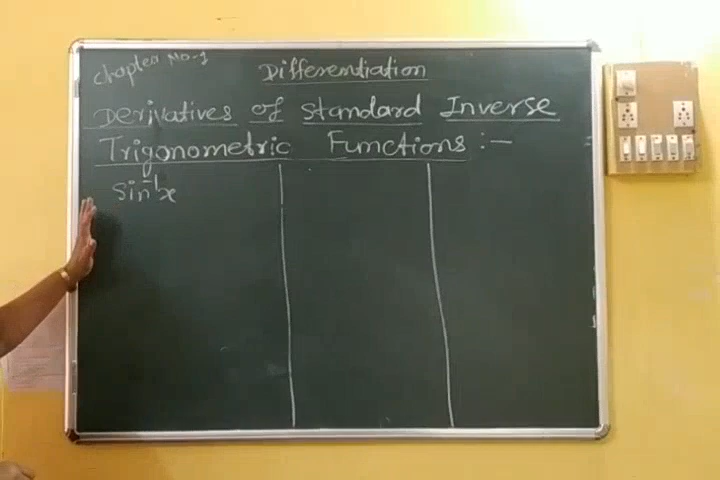 Chapter No-1
Differentiation
Derivatives of Standard Inverse
Trigonometric Functions :—
sin⁻¹x